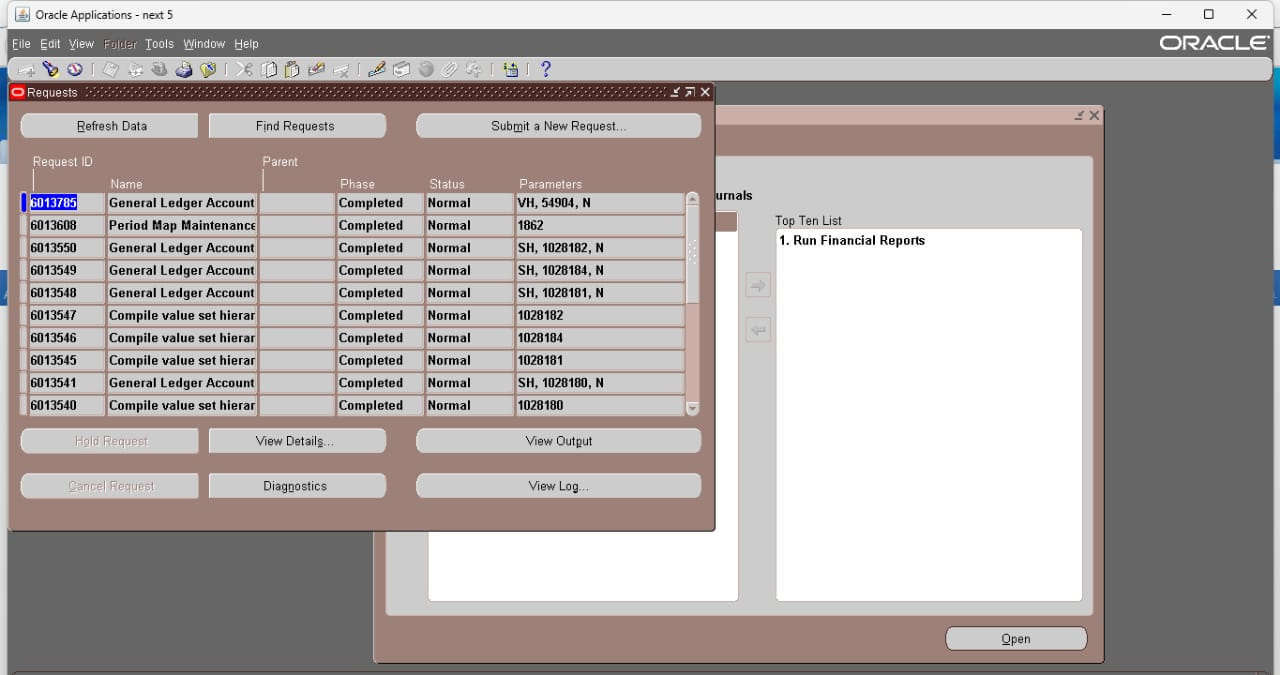 Oracle Applications - next 5
File Edit View Folder Tools Window Help
ORACLE
Requests
Refresh Data Find Requests Submit a New Request...
Request ID Parent
Name Phase Status Parameters
6013785 General Ledger Account Completed Normal VH, 54904, N
6013608 Period Map Maintenance Completed Normal 1862
6013550 General Ledger Account Completed Normal SH, 1028182, N
6013549 General Ledger Account Completed Normal SH, 1028184, N
6013548 General Ledger Account Completed Normal SH, 1028181, N
6013547 Compile value set hierar Completed Normal 1028182
6013546 Compile value set hierar Completed Normal 1028184
6013545 Compile value set hierar Completed Normal 1028181
6013541 General Ledger Account Completed Normal SH, 1028180, N
6013540 Compile value set hierar Completed Normal 1028180
Hold Request View Details... View Output
Cancel Request Diagnostics View Log...
urnals
Top Ten List
1. Run Financial Reports
Open